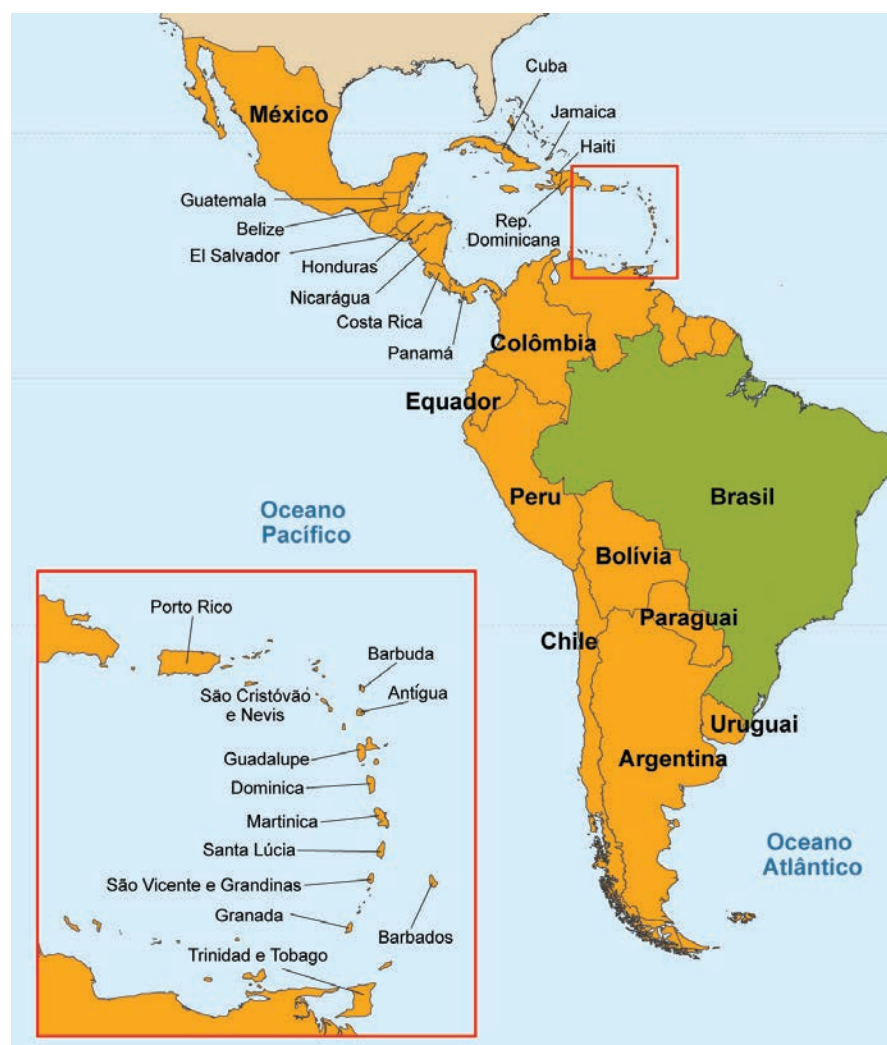 Cuba
Jamaica
México
Haiti
Guatemala
Belize
Rep.
Dominicana
El Salvador
Honduras
Nicarágua
Costa Rica
Panamá
Colômbia
Equador
Peru
Brasil
Oceano
Pacífico
Bolívia
Paraguai
Chile
Uruguai
Argentina
Oceano
Atlântico
Porto Rico
Barbuda
São Cristóvão
e Nevis
Antígua
Guadalupe
Dominica
Martinica
Santa Lúcia
São Vicente e Grandinas
Granada
Barbados
Trinidad e Tobago